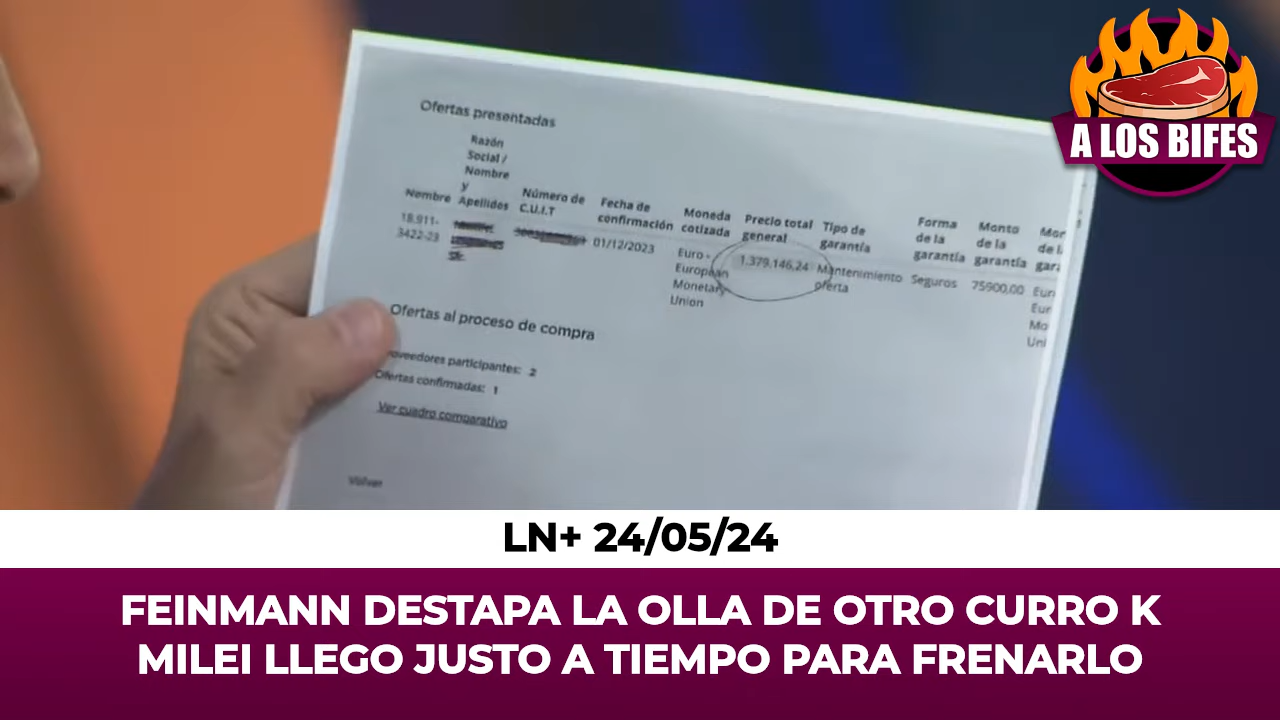 A LOS BIFES
Ofertas presentadas
Razón
Social /
Nombre
y
Nombre Apellidos
Número de
C.U.I.T
Fecha de
confirmación
Moneda
cotizada
Precio total
general
Tipo de
garantía
Forma
de la
garantía
Monto
de la
garantía
18.911-
3422-23
01/12/2023
Euro -
European
Monetary
Union
1.379.146,24
Mantenimiento
oferta
Seguros
75900,00
Ofertas al proceso de compra
participantes: 2
Ofertas confirmadas: 1
Ver cuadro comparativo
Volver
LN+ 24/05/24
FEINMANN DESTAPA LA OLLA DE OTRO CURRO K
MILEI LLEGO JUSTO A TIEMPO PARA FRENARLO